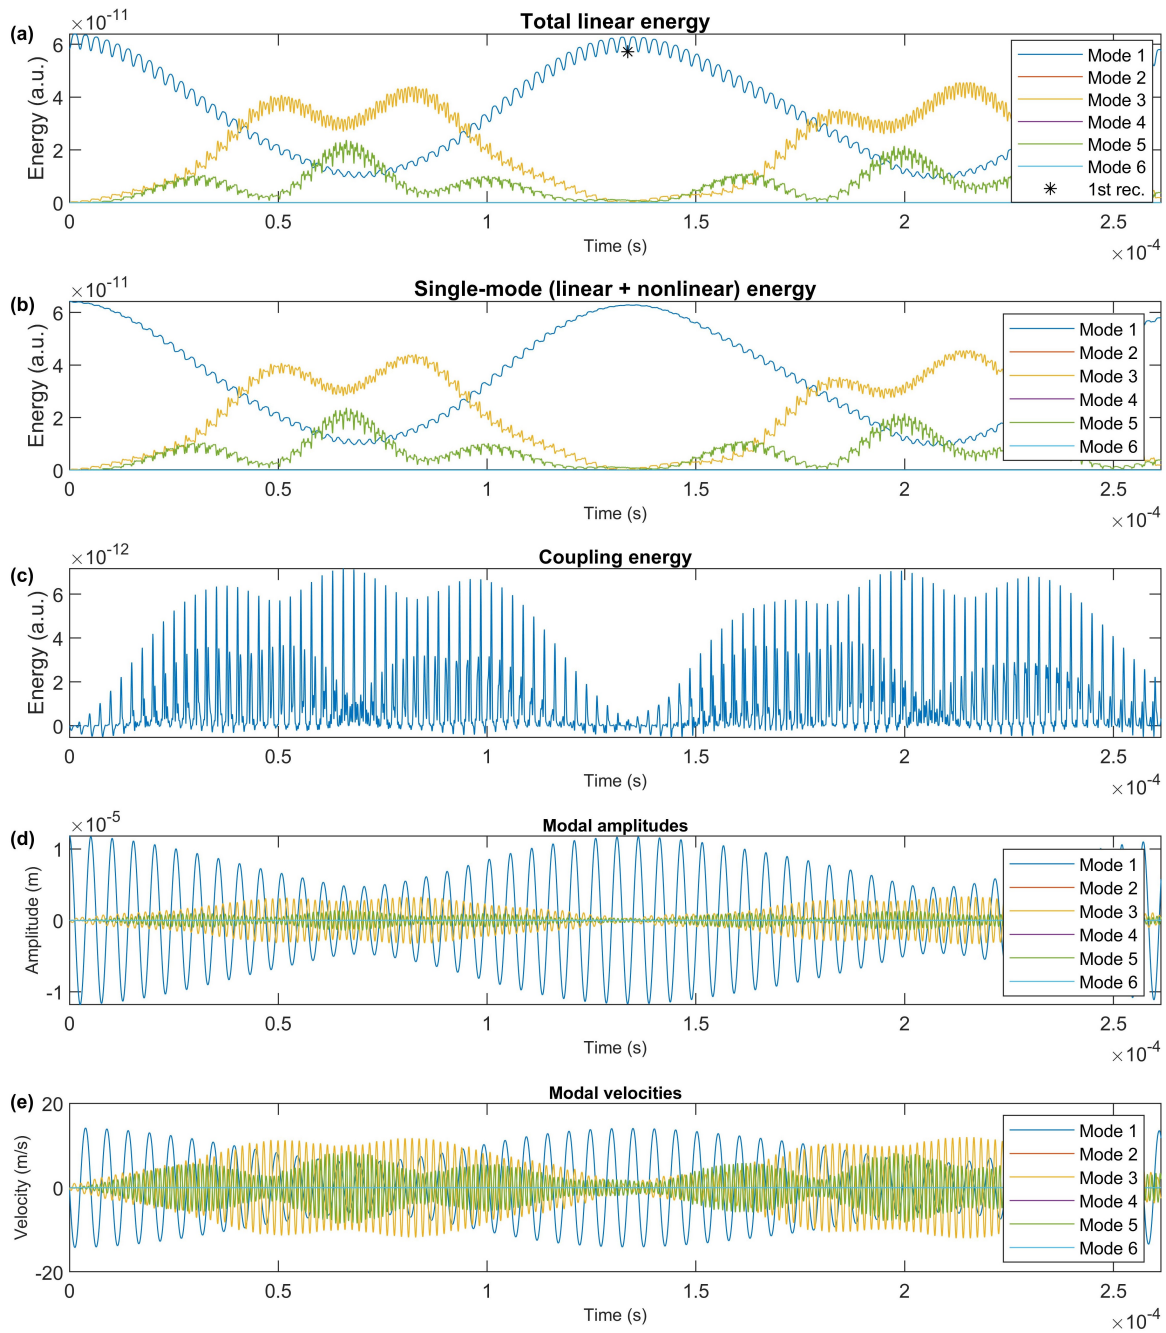 (a)
×10-11
Total linear energy
Energy (a.u.)
6
4
2
0
Mode 1
Mode 2
Mode 3
Mode 4
Mode 5
Mode 6
1st rec.
0 0.5 1 1.5 2 2.5
Time (s)
×10-4
(b)
×10-11
Single-mode (linear + nonlinear) energy
Energy (a.u.)
6
4
2
0
Mode 1
Mode 2
Mode 3
Mode 4
Mode 5
Mode 6
0 0.5 1 1.5 2 2.5
Time (s)
×10-4
(c)
×10-12
Coupling energy
Energy (a.u.)
6
4
2
0
0 0.5 1 1.5 2 2.5
Time (s)
×10-4
(d)
×10-5
Modal amplitudes
Amplitude (m)
1
0
-1
Mode 1
Mode 2
Mode 3
Mode 4
Mode 5
Mode 6
0 0.5 1 1.5 2 2.5
Time (s)
×10-4
(e)
Modal velocities
Velocity (m/s)
20
0
-20
Mode 1
Mode 2
Mode 3
Mode 4
Mode 5
Mode 6
0 0.5 1 1.5 2 2.5
Time (s)
×10-4